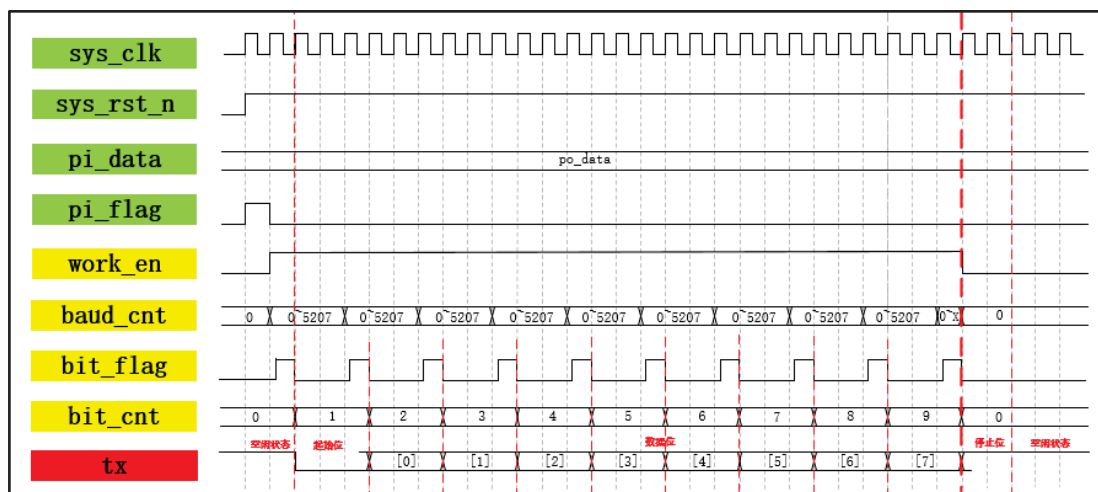 sys_clk
sys_rst_n
pi_data po_data
pi_flag
work_en
baud_cnt 0 0~5207 0~5207 0~5207 0~5207 0~5207 0~5207 0~5207 0~5207 0~5207 0~x 0
bit_flag
bit_cnt 0 1 2 3 4 5 6 7 8 9 0
空闲状态 起始位 数据位 停止位 空闲状态
tx [0] [1] [2] [3] [4] [5] [6] [7]